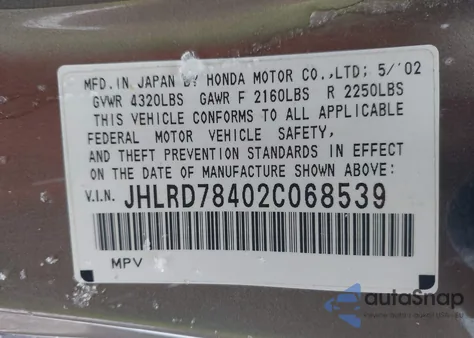 MFD. IN JAPAN BY HONDA MOTOR CO., LTD; 5/'02
GVWR 4320LBS GAWR F 2160LBS R 2250LBS
THIS VEHICLE CONFORMS TO ALL APPLICABLE
FEDERAL MOTOR VEHICLE SAFETY,
AND THEFT PREVENTION STANDARDS IN EFFECT
ON THE DATE OF MANUFACTURE SHOWN ABOVE:
V.I.N. JHLRD78402C068539
MPV
autoSnap